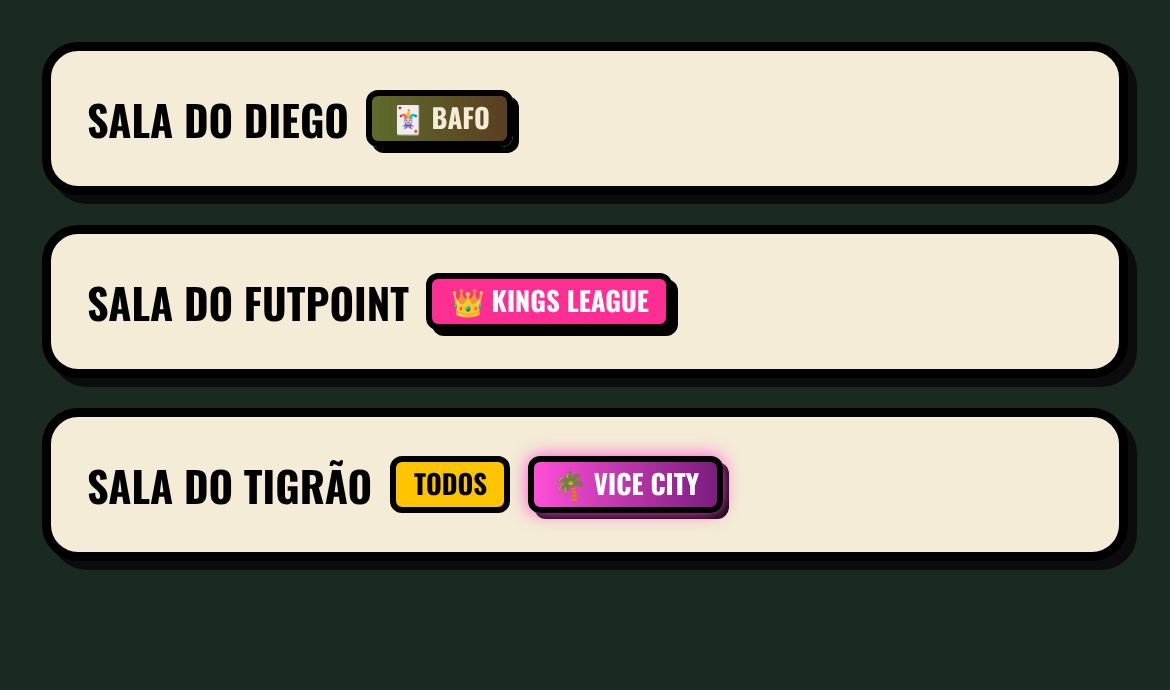 SALA DO DIEGO 🃏 BAFO
SALA DO FUTPOINT 👑 KINGS LEAGUE
SALA DO TIGRÃO TODOS 🌴 VICE CITY